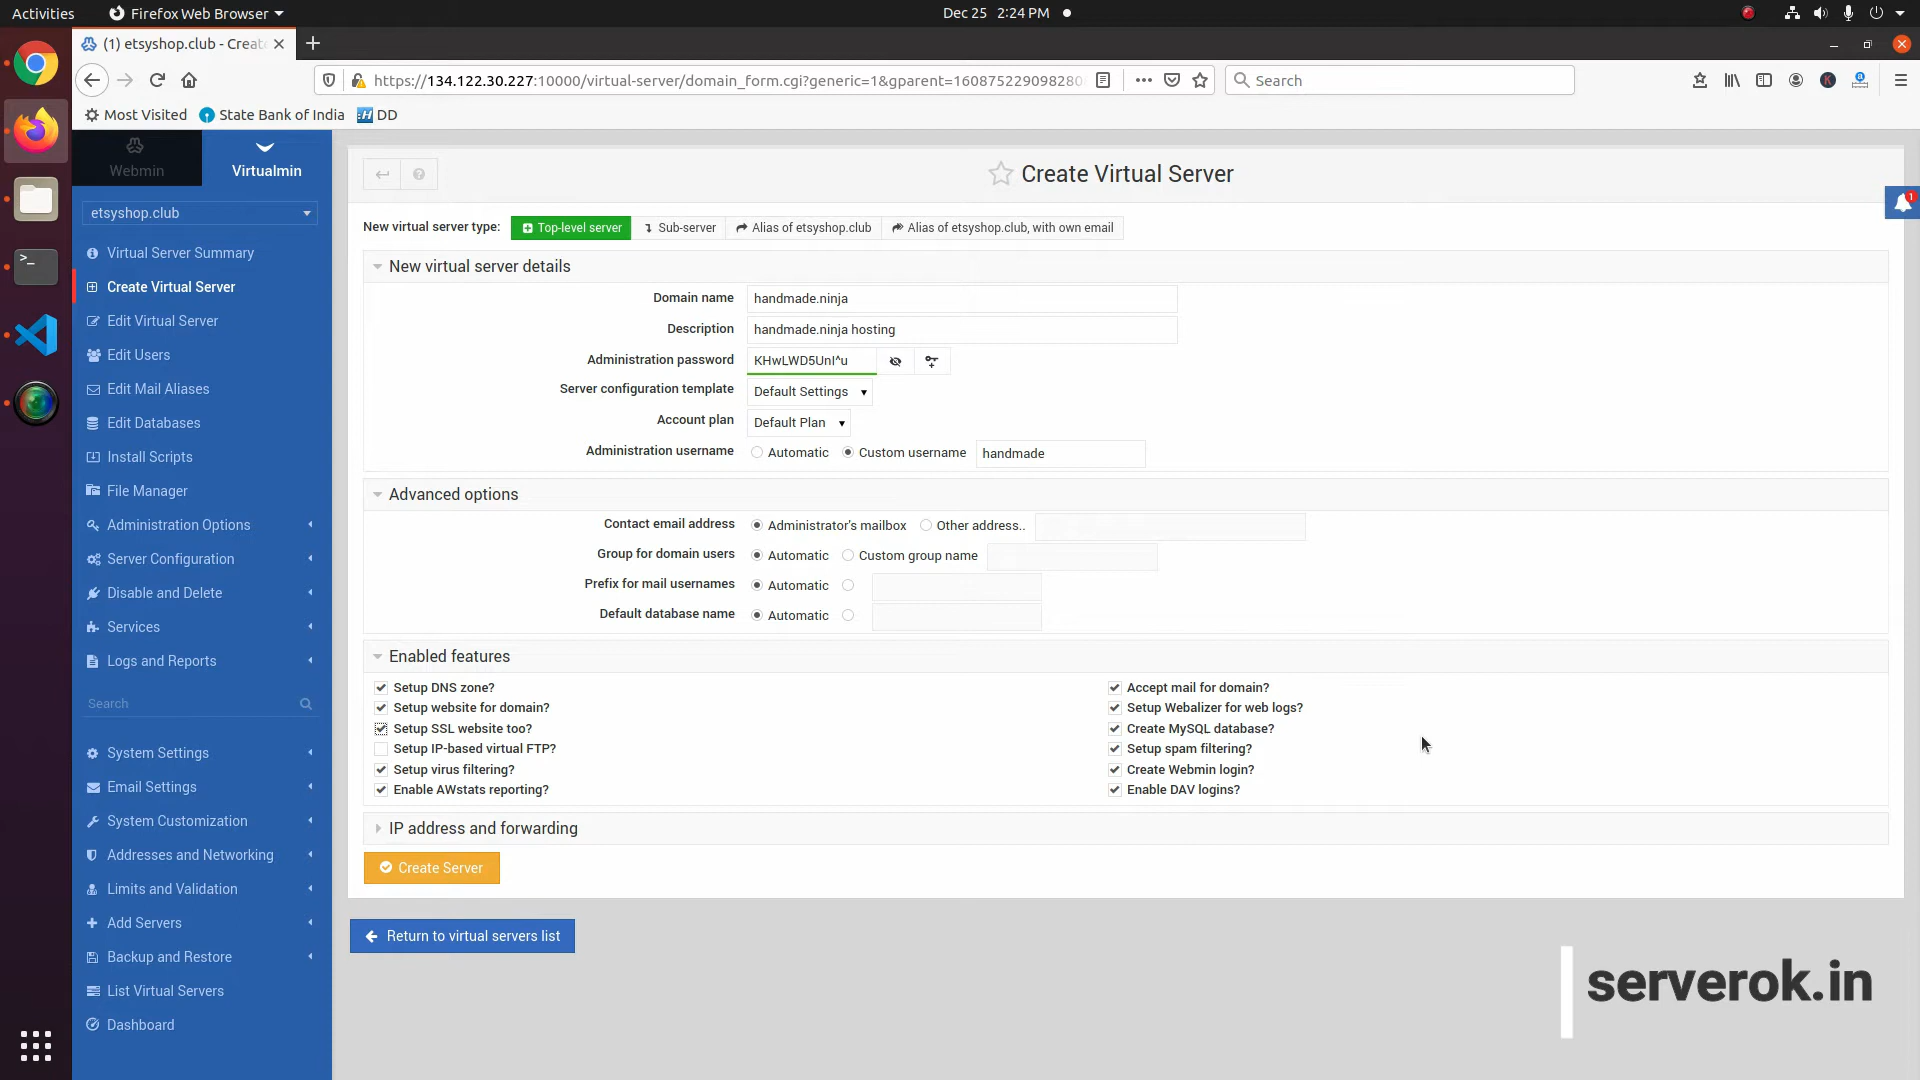 Activities
Firefox Web Browser
Dec 25 2:24 PM
(1) etsyshop.club - Creat
https://134.122.30.227:10000/virtual-server/domain_form.cgi?generic=1&gparent=160875229098280
Search
Most Visited
State Bank of India
DD
Webmin
Virtualmin
etsyshop.club
Virtual Server Summary
Create Virtual Server
Edit Virtual Server
Edit Users
Edit Mail Aliases
Edit Databases
Install Scripts
File Manager
Administration Options
Server Configuration
Disable and Delete
Services
Logs and Reports
Search
System Settings
Email Settings
System Customization
Addresses and Networking
Limits and Validation
Add Servers
Backup and Restore
List Virtual Servers
Dashboard
Create Virtual Server
1
New virtual server type: Top-level server Sub-server Alias of etsyshop.club Alias of etsyshop.club, with own email
New virtual server details
Domain name handmade.ninja
Description handmade.ninja hosting
Administration password KHwLWD5UnI^u
Server configuration template Default Settings
Account plan Default Plan
Administration username Automatic Custom username handmade
Advanced options
Contact email address Administrator's mailbox Other address..
Group for domain users Automatic Custom group name
Prefix for mail usernames Automatic
Default database name Automatic
Enabled features
Setup DNS zone? Accept mail for domain?
Setup website for domain? Setup Webalizer for web logs?
Setup SSL website too? Create MySQL database?
Setup IP-based virtual FTP? Setup spam filtering?
Setup virus filtering? Create Webmin login?
Enable AWstats reporting? Enable DAV logins?
IP address and forwarding
Create Server
Return to virtual servers list
serverok.in